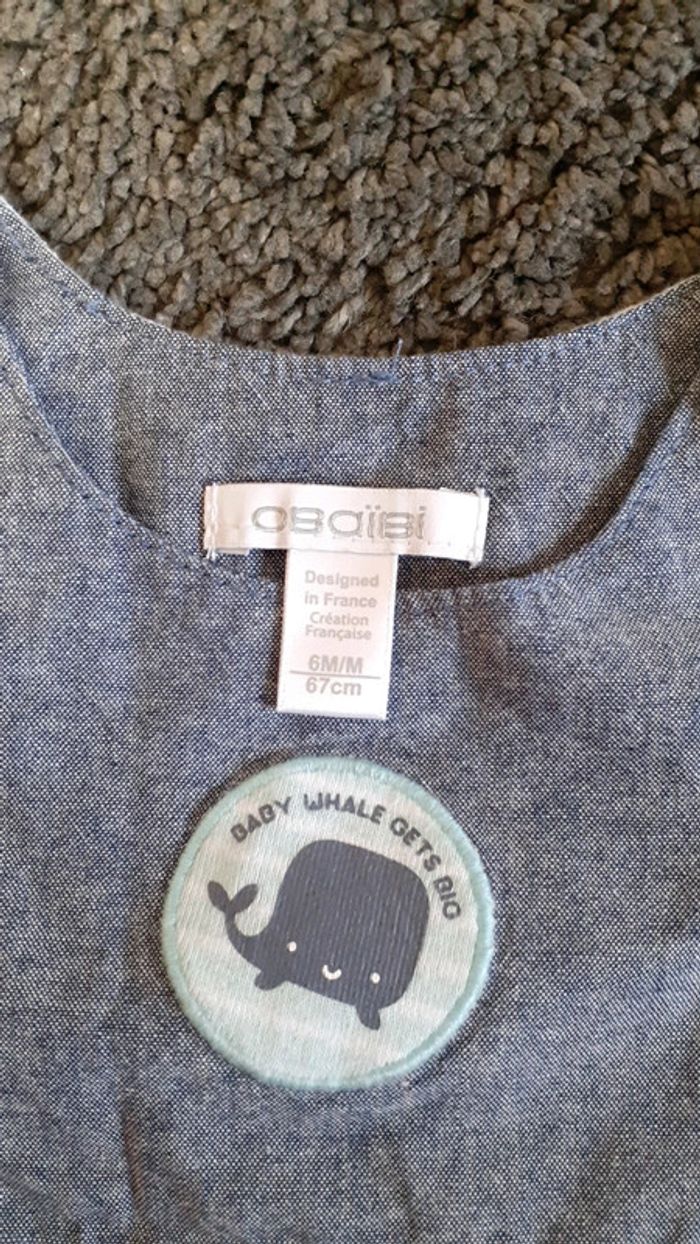 OBaïBi
Designed
in France
Création
Française
6M/M
67cm
BABY WHALE GETS BIG